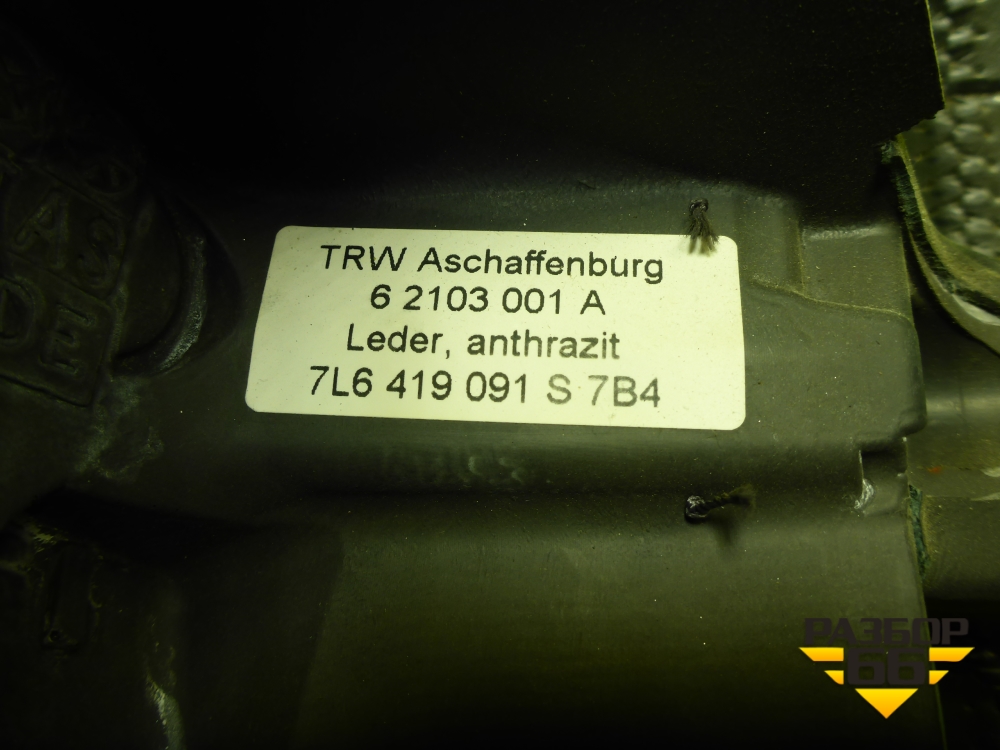 TRW Aschaffenburg
6 2103 001 A
Leder, anthrazit
7L6 419 091 S 7B4
РАЗБОР
66